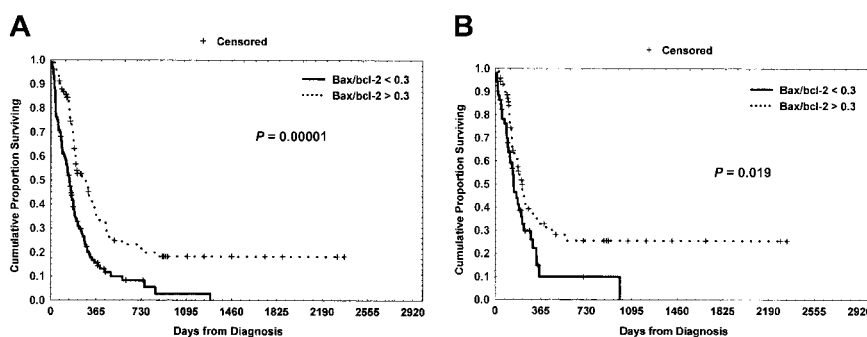 A
+ Censored
Cumulative Proportion Surviving
1.0
0.9
0.8
0.7
0.6
0.5
0.4
0.3
0.2
0.1
0.0
Bax/bcl-2 < 0.3
Bax/bcl-2 > 0.3
P = 0.00001
0 365 730 1095 1460 1825 2190 2555 2920
Days from Diagnosis
B
+ Censored
Cumulative Proportion Surviving
1.0
0.9
0.8
0.7
0.6
0.5
0.4
0.3
0.2
0.1
0.0
Bax/bcl-2 < 0.3
Bax/bcl-2 > 0.3
P = 0.019
0 365 730 1095 1460 1825 2190 2555 2920
Days from Diagnosis